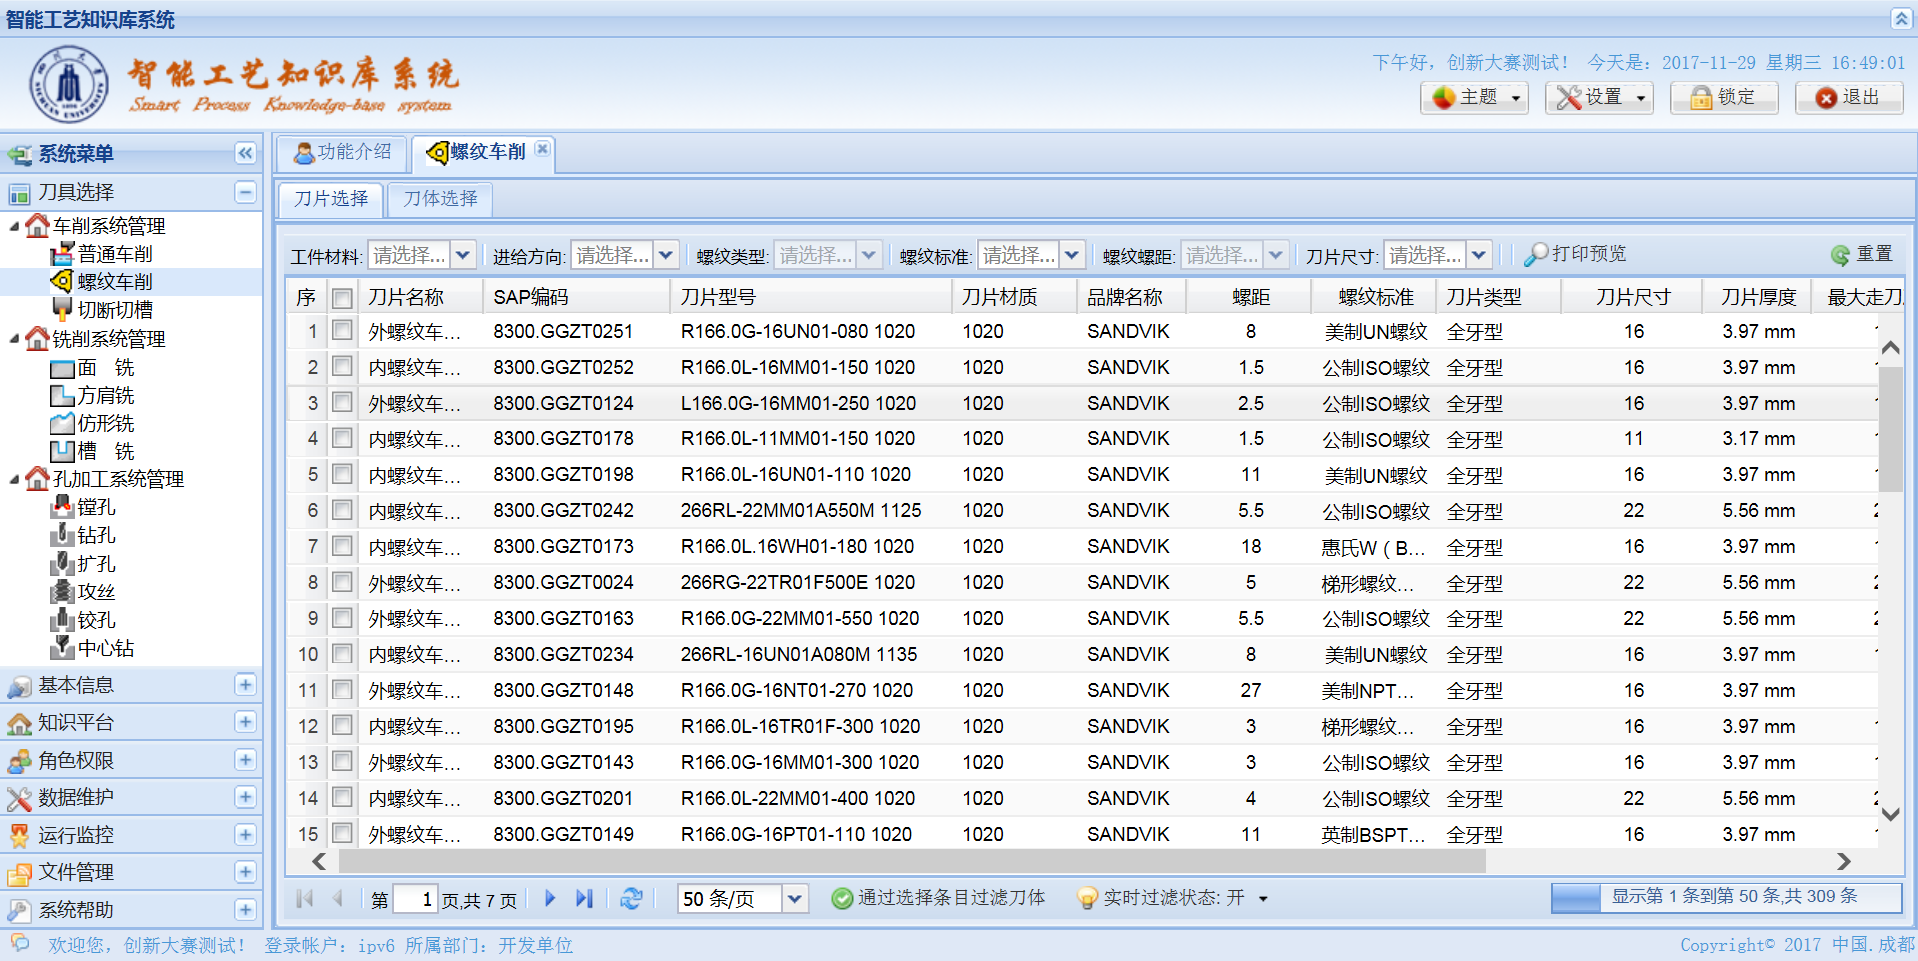 智能工艺知识库系统
智能工艺知识库系统
Smart Process Knowledge-base system
下午好，创新大赛测试！ 今天是：2017-11-29 星期三 16:49:01
主题 设置 锁定 退出
系统菜单
刀具选择
车削系统管理
普通车削
螺纹车削
切断切槽
铣削系统管理
面 铣
方肩铣
仿形铣
槽 铣
孔加工系统管理
镗孔
钻孔
扩孔
攻丝
铰孔
中心钻
基本信息
知识平台
角色权限
数据维护
运行监控
文件管理
系统帮助
功能介绍 螺纹车削
刀片选择 刀体选择
工件材料: 请选择... 进给方向: 请选择... 螺纹类型: 请选择... 螺纹标准: 请选择... 螺纹螺距: 请选择... 刀片尺寸: 请选择... 打印预览 重置
序 刀片名称 SAP编码 刀片型号 刀片材质 品牌名称 螺距 螺纹标准 刀片类型 刀片尺寸 刀片厚度 最大走刀
1 外螺纹车... 8300.GGZT0251 R166.0G-16UN01-080 1020 1020 SANDVIK 8 美制UN螺纹 全牙型 16 3.97 mm
2 内螺纹车... 8300.GGZT0252 R166.0L-16MM01-150 1020 1020 SANDVIK 1.5 公制ISO螺纹 全牙型 16 3.97 mm
3 外螺纹车... 8300.GGZT0124 L166.0G-16MM01-250 1020 1020 SANDVIK 2.5 公制ISO螺纹 全牙型 16 3.97 mm
4 内螺纹车... 8300.GGZT0178 R166.0L-11MM01-150 1020 1020 SANDVIK 1.5 公制ISO螺纹 全牙型 11 3.17 mm
5 内螺纹车... 8300.GGZT0198 R166.0L-16UN01-110 1020 1020 SANDVIK 11 美制UN螺纹 全牙型 16 3.97 mm
6 内螺纹车... 8300.GGZT0242 266RL-22MM01A550M 1125 1020 SANDVIK 5.5 公制ISO螺纹 全牙型 22 5.56 mm
7 内螺纹车... 8300.GGZT0173 R166.0L.16WH01-180 1020 1020 SANDVIK 18 惠氏W（B... 全牙型 16 3.97 mm
8 外螺纹车... 8300.GGZT0024 266RG-22TR01F500E 1020 1020 SANDVIK 5 梯形螺纹... 全牙型 22 5.56 mm
9 外螺纹车... 8300.GGZT0163 R166.0G-22MM01-550 1020 1020 SANDVIK 5.5 公制ISO螺纹 全牙型 22 5.56 mm
10 内螺纹车... 8300.GGZT0234 266RL-16UN01A080M 1135 1020 SANDVIK 8 美制UN螺纹 全牙型 16 3.97 mm
11 外螺纹车... 8300.GGZT0148 R166.0G-16NT01-270 1020 1020 SANDVIK 27 美制NPT... 全牙型 16 3.97 mm
12 内螺纹车... 8300.GGZT0195 R166.0L-16TR01F-300 1020 1020 SANDVIK 3 梯形螺纹... 全牙型 16 3.97 mm
13 外螺纹车... 8300.GGZT0143 R166.0G-16MM01-300 1020 1020 SANDVIK 3 公制ISO螺纹 全牙型 16 3.97 mm
14 内螺纹车... 8300.GGZT0201 R166.0L-22MM01-400 1020 1020 SANDVIK 4 公制ISO螺纹 全牙型 22 5.56 mm
15 外螺纹车... 8300.GGZT0149 R166.0G-16PT01-110 1020 1020 SANDVIK 11 英制BSPT... 全牙型 16 3.97 mm
第 1 页,共 7 页 50 条/页 通过选择条目过滤刀体 实时过滤状态: 开 显示第 1 条到第 50 条,共 309 条
欢迎您，创新大赛测试！ 登录帐户：ipv6 所属部门：开发单位
Copyright© 2017 中国.成都